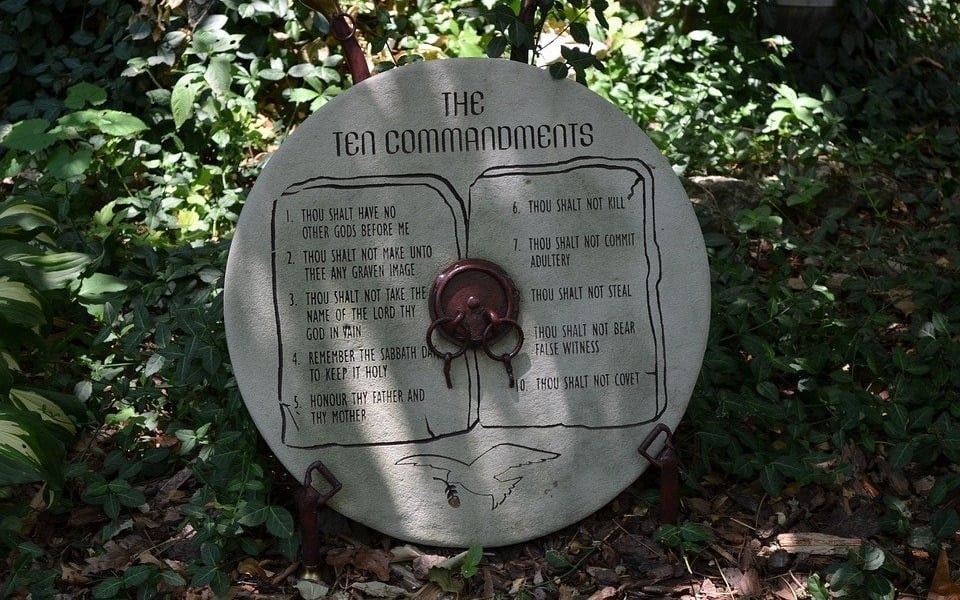 THE
TEN COMMANDMENTS
1. THOU SHALT HAVE NO
OTHER GODS BEFORE ME
2. THOU SHALT NOT MAKE UNTO
THEE ANY GRAVEN IMAGE
3. THOU SHALT NOT TAKE THE
NAME OF THE LORD THY
GOD IN VAIN
4. REMEMBER THE SABBATH
TO KEEP IT HOLY
5. HONOUR THY FATHER AND
THY MOTHER
6. THOU SHALT NOT KILL
7. THOU SHALT NOT COMMIT
ADULTERY
THOU SHALT NOT STEAL
THOU SHALT NOT BEAR
FALSE WITNESS
10. THOU SHALT NOT COVET